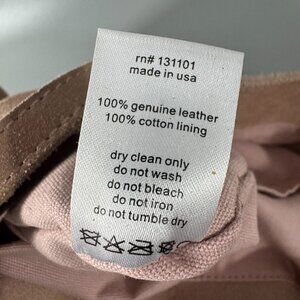 rn# 131101
made in usa
100% genuine leather
100% cotton lining
dry clean only
do not wash
do not bleach
do not iron
do not tumble dry